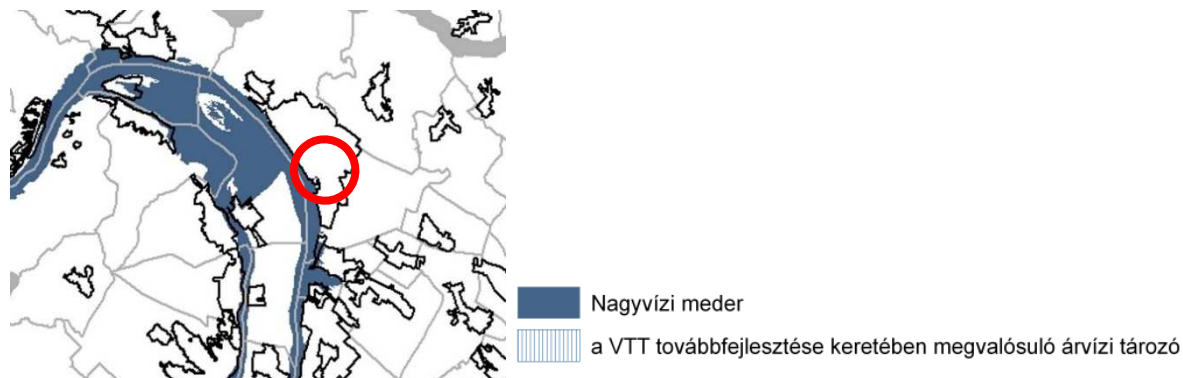 Nagyvízi meder
a VTT továbbfejlesztése keretében megvalósuló árvízi tározó